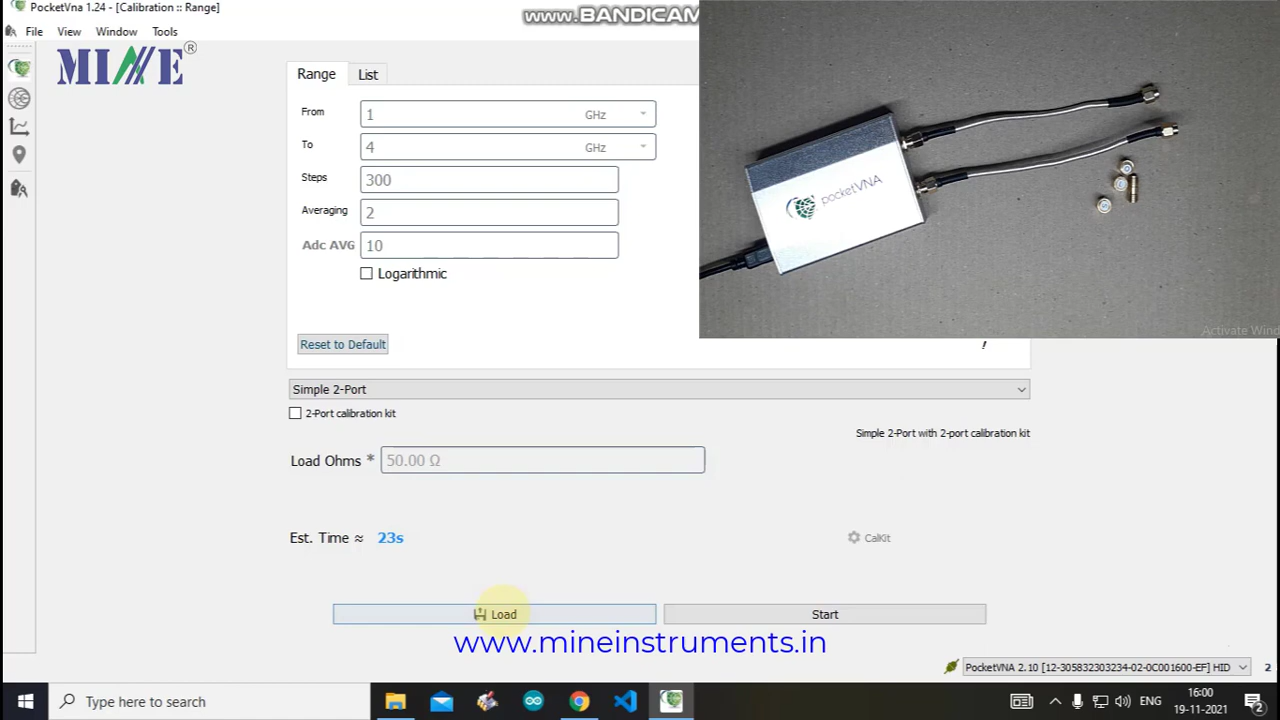 PocketVna 1.24 - [Calibration :: Range]
www.BANDICAM
File View Window Tools
MINE®
Range List
From 1 GHz
To 4 GHz
Steps 300
Averaging 2
Adc AVG 10
Logarithmic
Reset to Default
pocketVNA
Activate Wind
!
Simple 2-Port
2-Port calibration kit
Simple 2-Port with 2-port calibration kit
Load Ohms * 50.00 Ω
Est. Time ≈ 23s
CalKit
Load Start
www.mineinstruments.in
PocketVNA 2.10 [12-305832303234-02-0C001600-EF] HID 2
Type here to search
ENG
16:00
19-11-2021
2